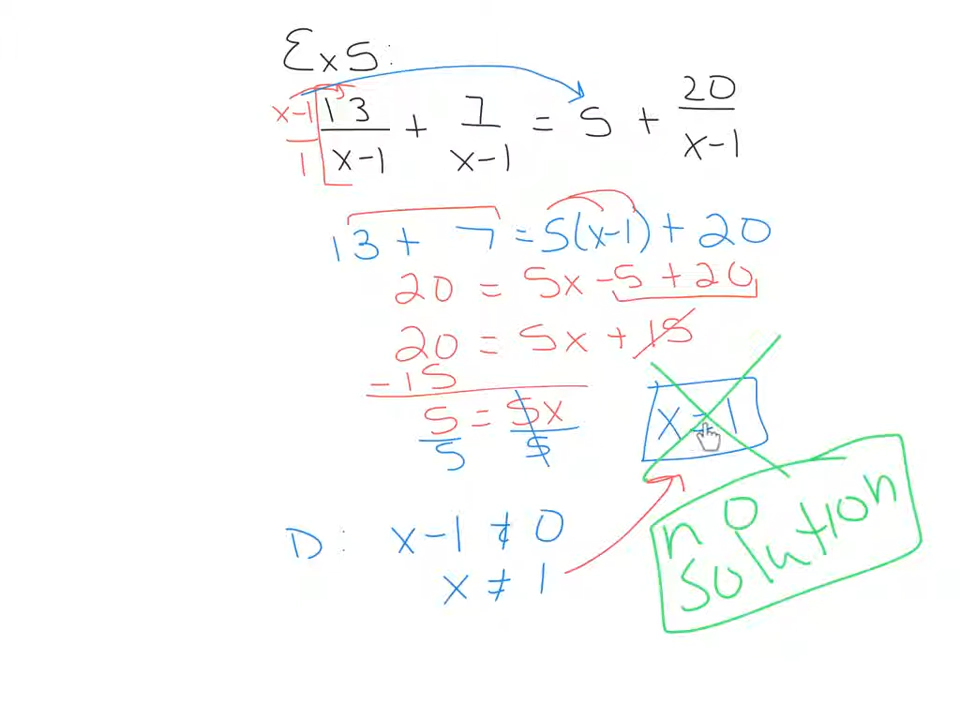 Ex5:
x-1/1 [13/x-1 + 7/x-1 = 5 + 20/x-1
13 + 7 = 5(x-1) + 20
20 = 5x - 5 + 20
20 = 5x + 15
-15
5/5 = 5x/5
x = 1
no solution
D: x-1 ≠ 0
x ≠ 1